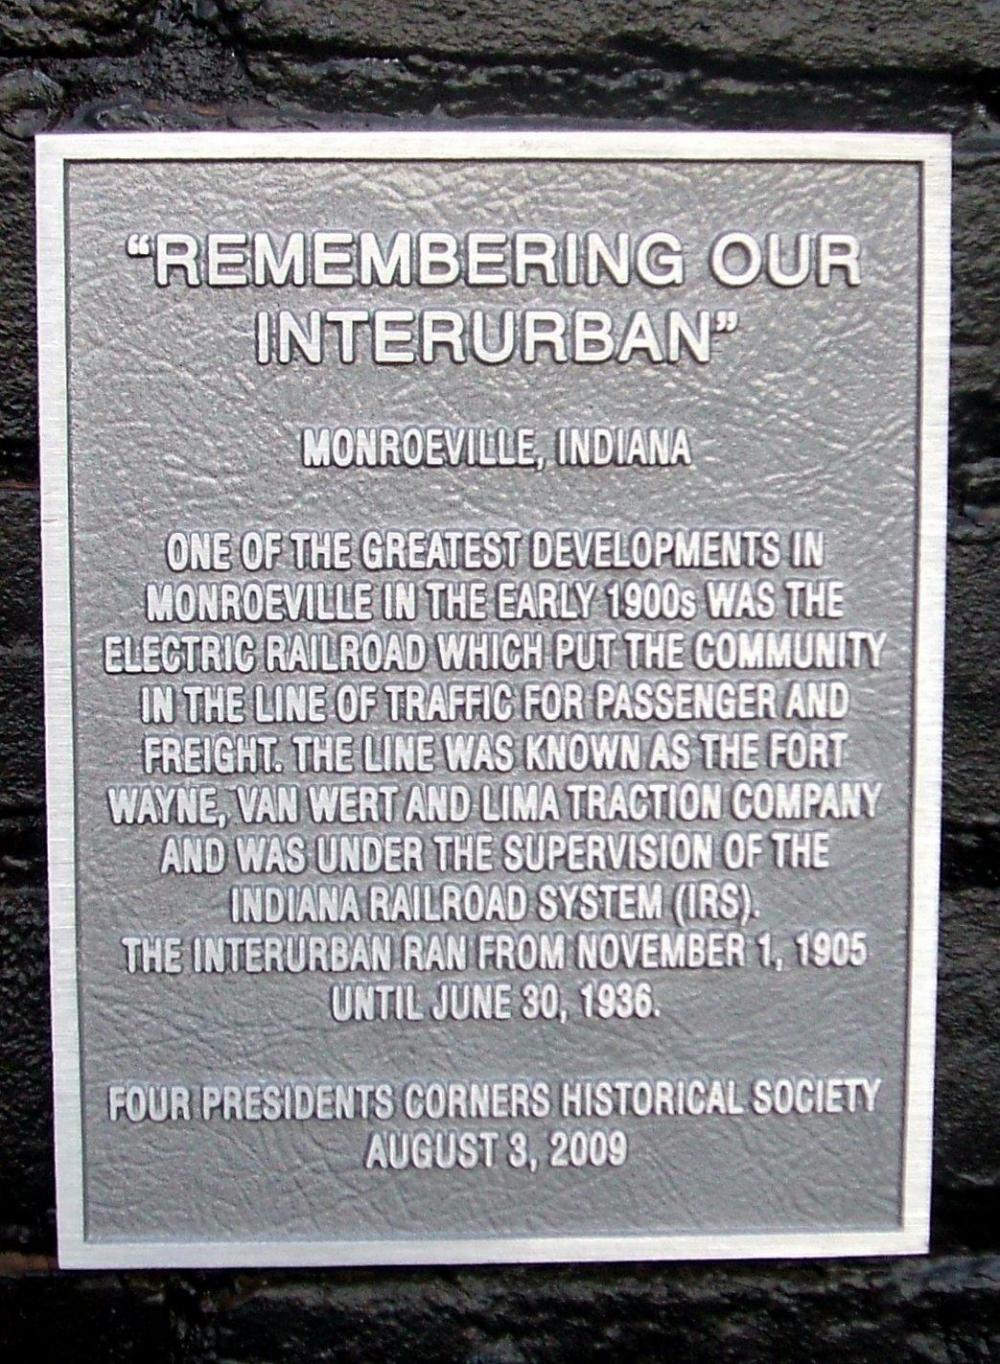 “REMEMBERING OUR
INTERURBAN”
MONROEVILLE, INDIANA
ONE OF THE GREATEST DEVELOPMENTS IN
MONROEVILLE IN THE EARLY 1900s WAS THE
ELECTRIC RAILROAD WHICH PUT THE COMMUNITY
IN THE LINE OF TRAFFIC FOR PASSENGER AND
FREIGHT. THE LINE WAS KNOWN AS THE FORT
WAYNE, VAN WERT AND LIMA TRACTION COMPANY
AND WAS UNDER THE SUPERVISION OF THE
INDIANA RAILROAD SYSTEM (IRS).
THE INTERURBAN RAN FROM NOVEMBER 1, 1905
UNTIL JUNE 30, 1936.
FOUR PRESIDENTS CORNERS HISTORICAL SOCIETY
AUGUST 3, 2009